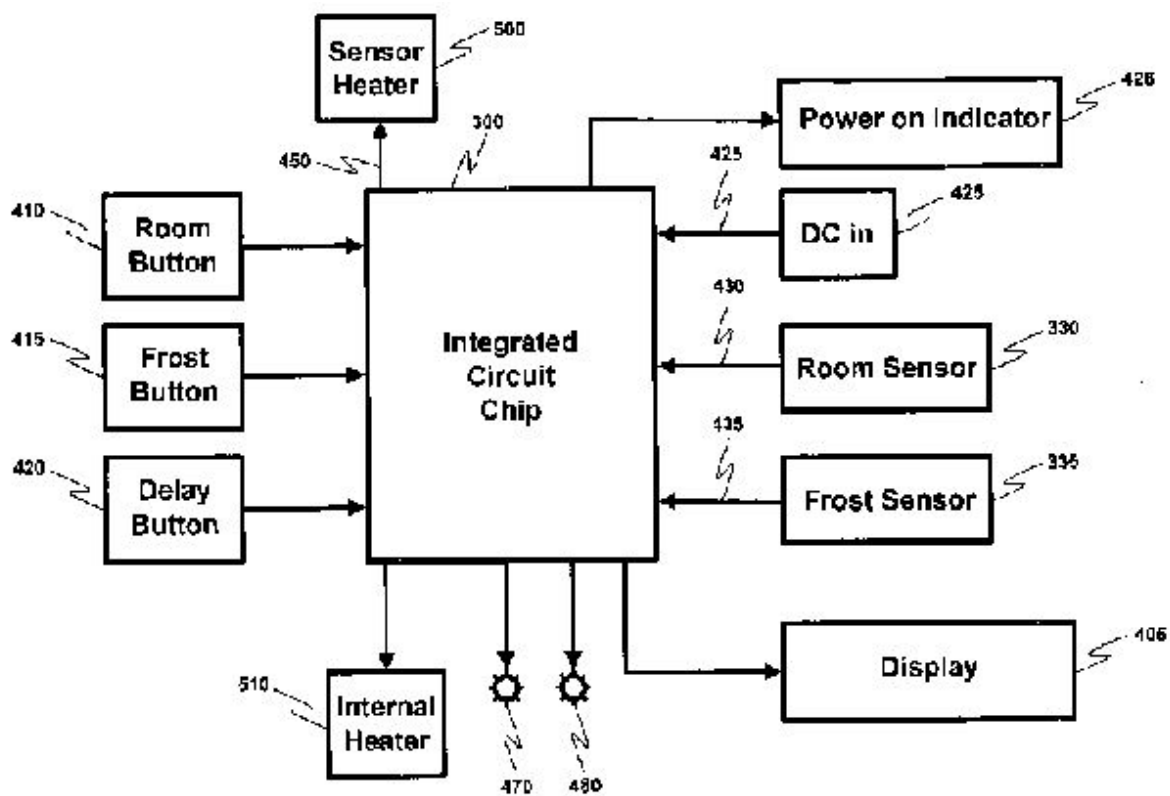 500
Sensor
Heater
300
450
426
Power on Indicator
425
425
DC in
410
Room
Button
430
330
Room Sensor
415
Frost
Button
Integrated
Circuit
Chip
435
335
Frost Sensor
420
Delay
Button
405
Display
510
Internal
Heater
470
480